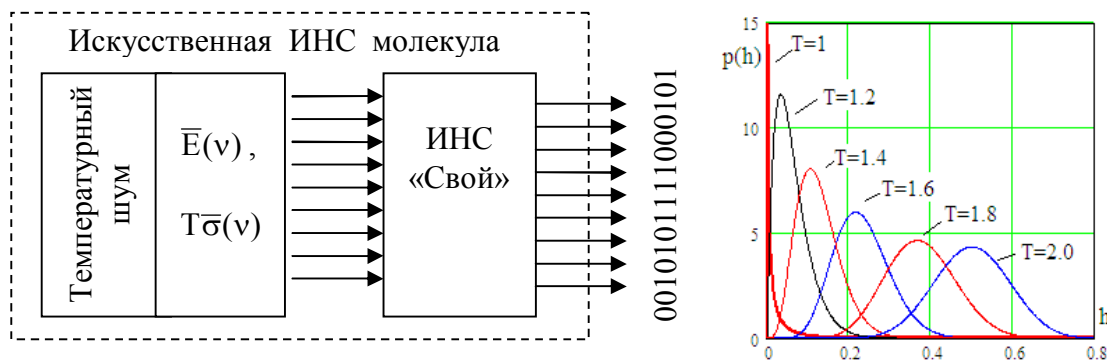 Искусственная ИНС молекула
Температурный
шум
E̅(ν) ,
Tσ̅(ν)
ИНС
«Свой»
0010101111000101
15
p(h)
T=1
T=1.2
10
T=1.4
T=1.6
T=1.8
5
T=2.0
h
0
0 0.2 0.4 0.6 0.8